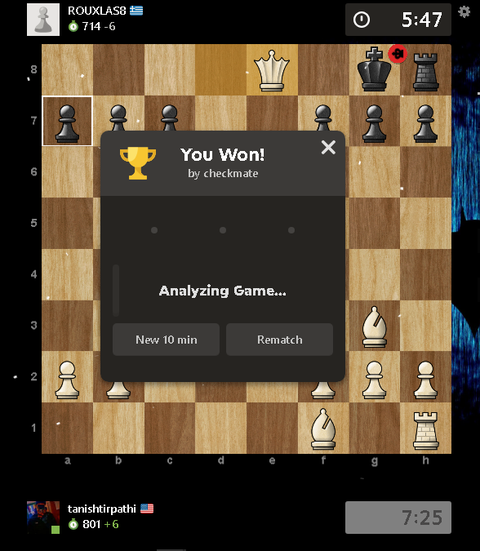 ROUXLAS8
714 -6
5:47
8
7
6
5
4
3
2
1
You Won!
by checkmate
Analyzing Game...
New 10 min
Rematch
a b c d e f g h
tanishtirpathi
801 +6
7:25